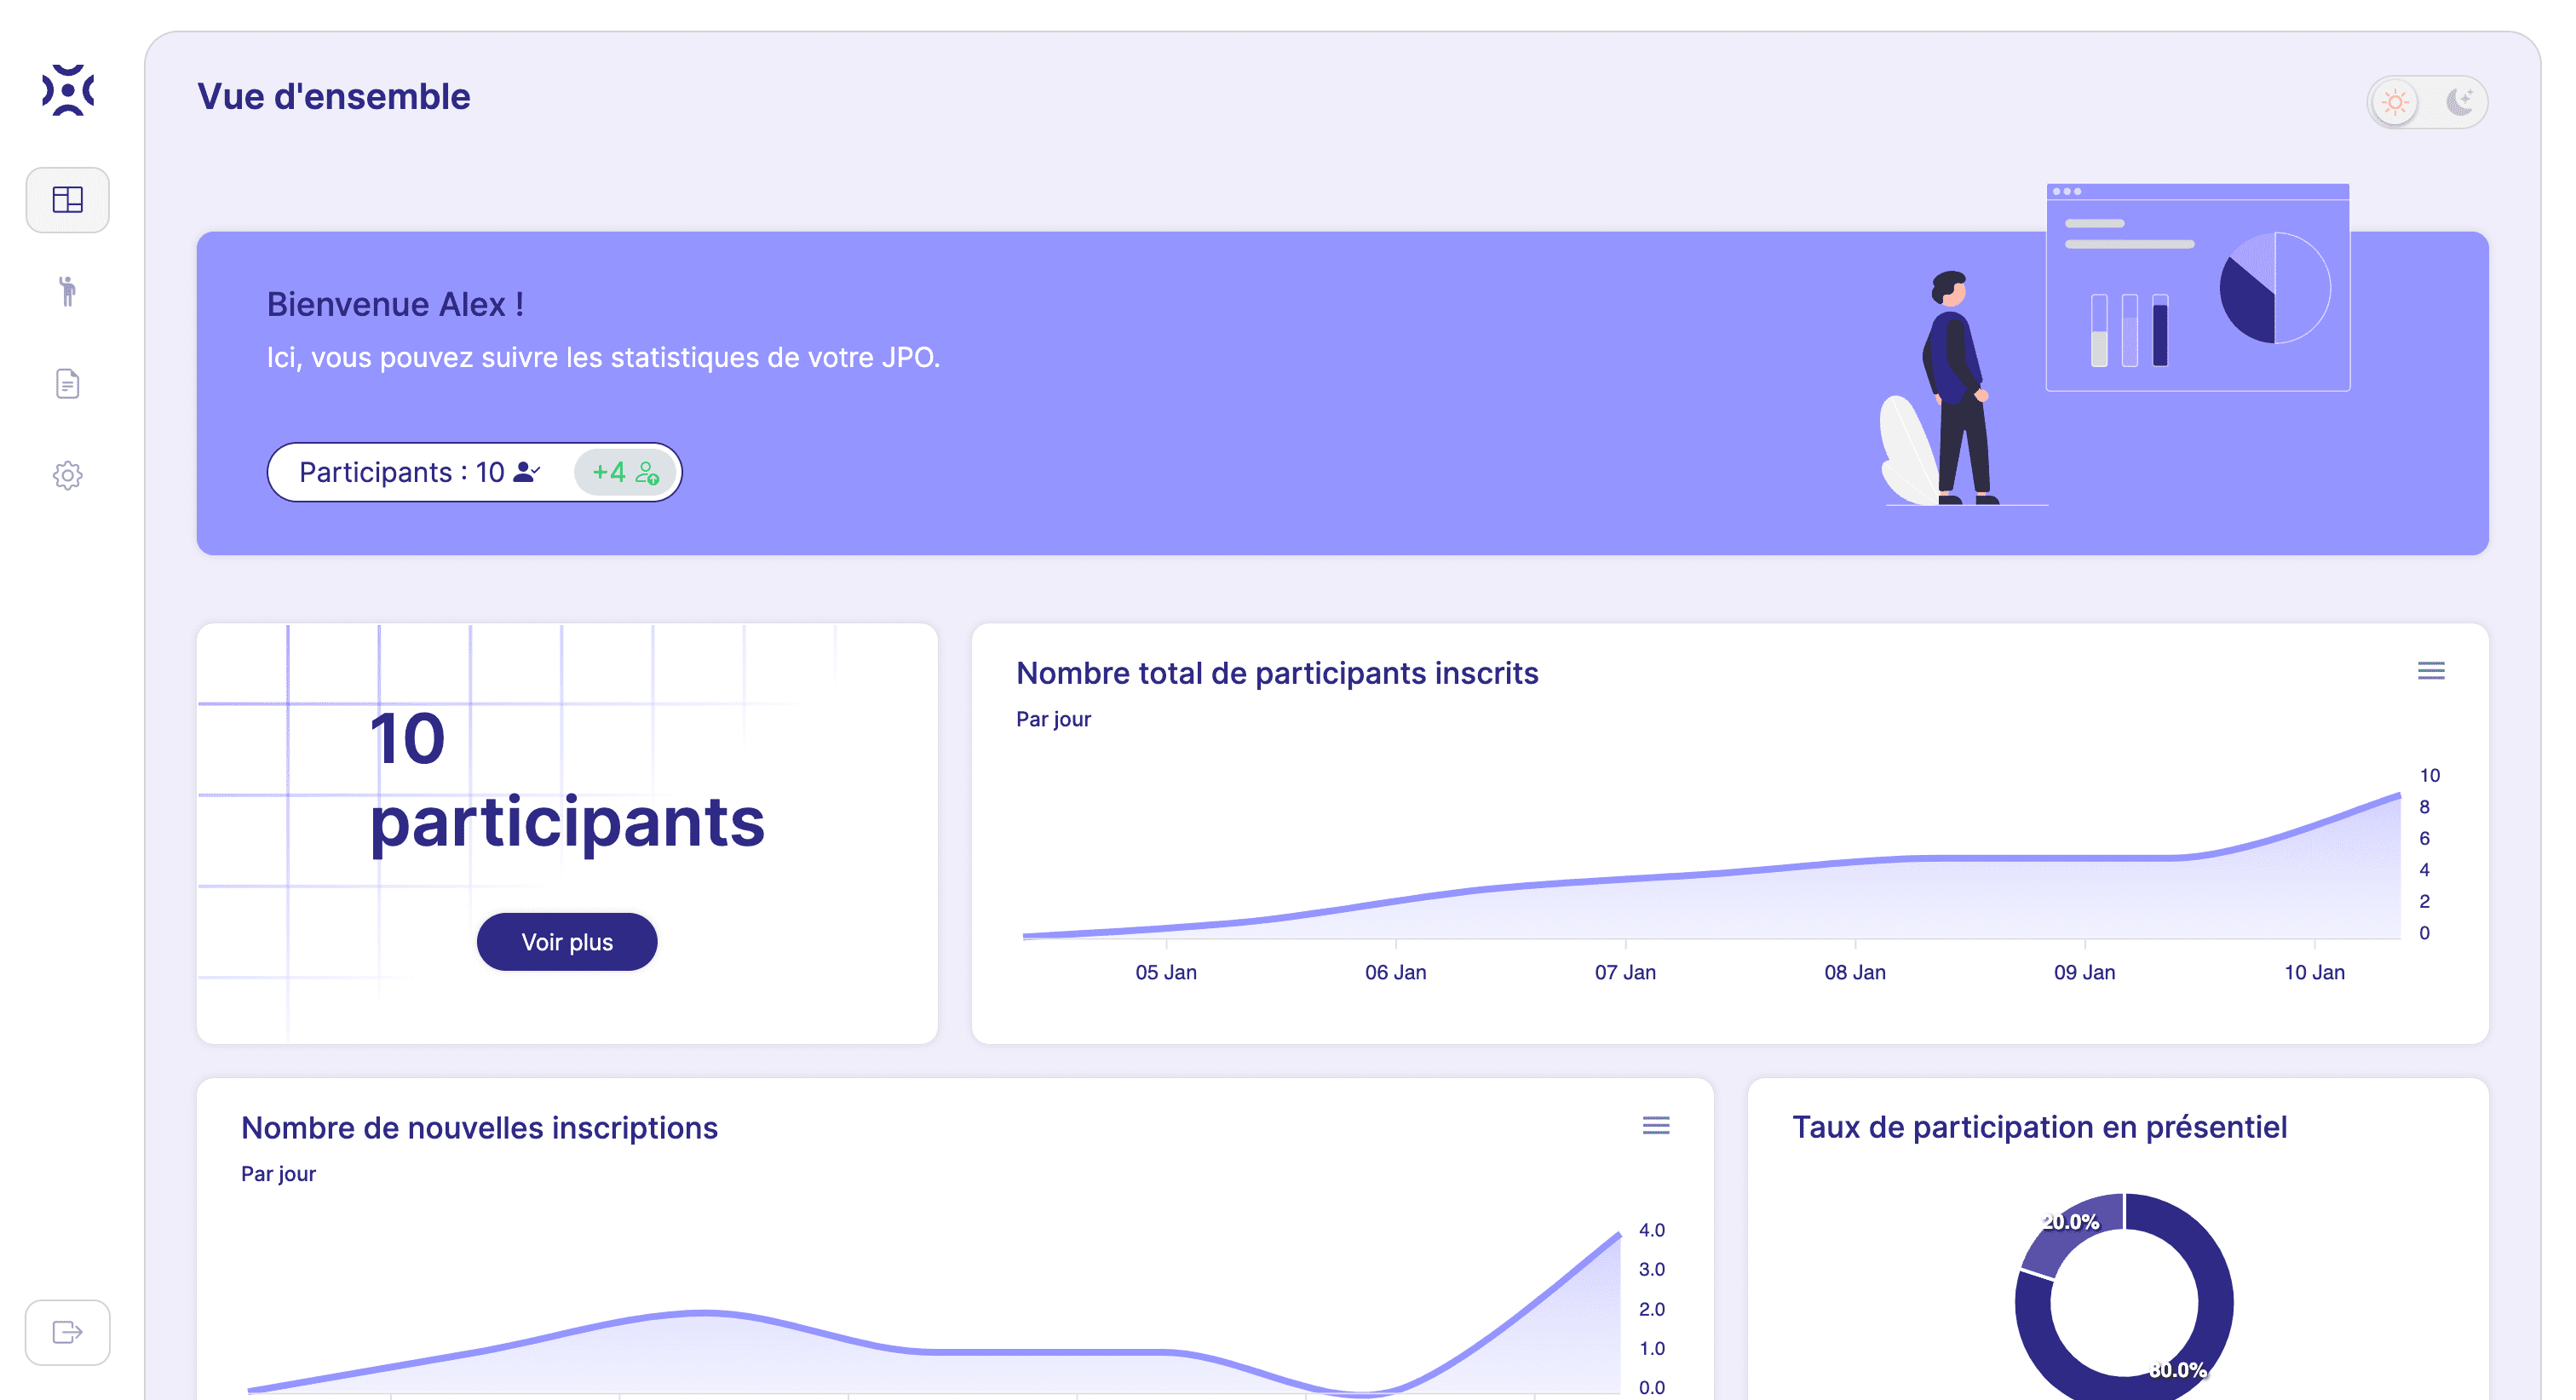 Vue d'ensemble
Bienvenue Alex !
Ici, vous pouvez suivre les statistiques de votre JPO.
Participants : 10 +4
10
participants
Voir plus
Nombre total de participants inscrits
Par jour
10
8
6
4
2
0
05 Jan 06 Jan 07 Jan 08 Jan 09 Jan 10 Jan
Nombre de nouvelles inscriptions
Par jour
4.0
3.0
2.0
1.0
0.0
Taux de participation en présentiel
20.0%
80.0%